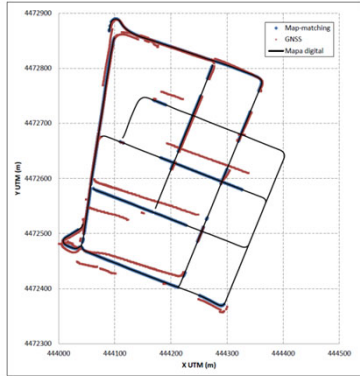 4472900
4472800
4472700
4472600
4472500
4472400
4472300
Y UTM (m)
Map-matching
GNSS
Mapa digital
444000
444100
444200
444300
444400
444500
X UTM (m)